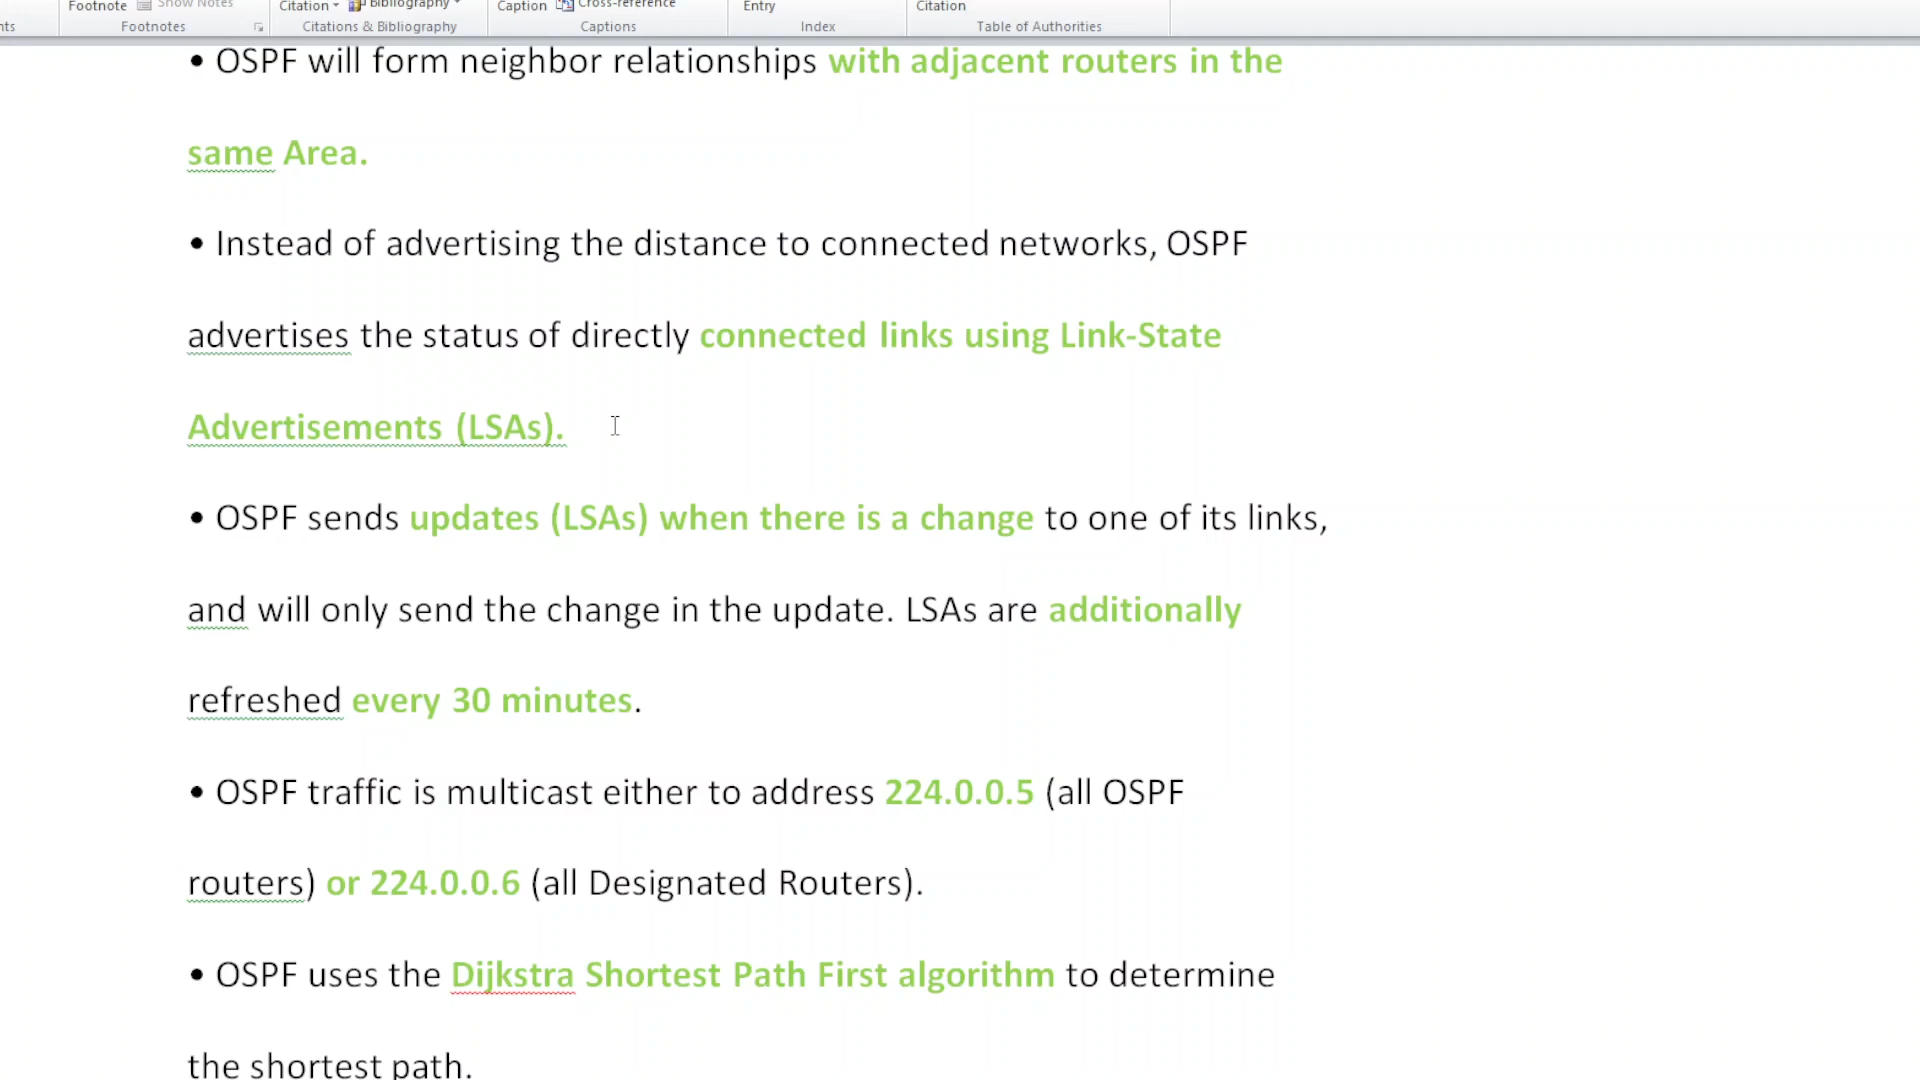 Footnote Show Notes Citation Bibliography Caption Cross-reference Entry Citation
nts Footnotes Citations & Bibliography Captions Index Table of Authorities
• OSPF will form neighbor relationships with adjacent routers in the
same Area.
• Instead of advertising the distance to connected networks, OSPF
advertises the status of directly connected links using Link-State
Advertisements (LSAs).
• OSPF sends updates (LSAs) when there is a change to one of its links,
and will only send the change in the update. LSAs are additionally
refreshed every 30 minutes.
• OSPF traffic is multicast either to address 224.0.0.5 (all OSPF
routers) or 224.0.0.6 (all Designated Routers).
• OSPF uses the Dijkstra Shortest Path First algorithm to determine
the shortest path.